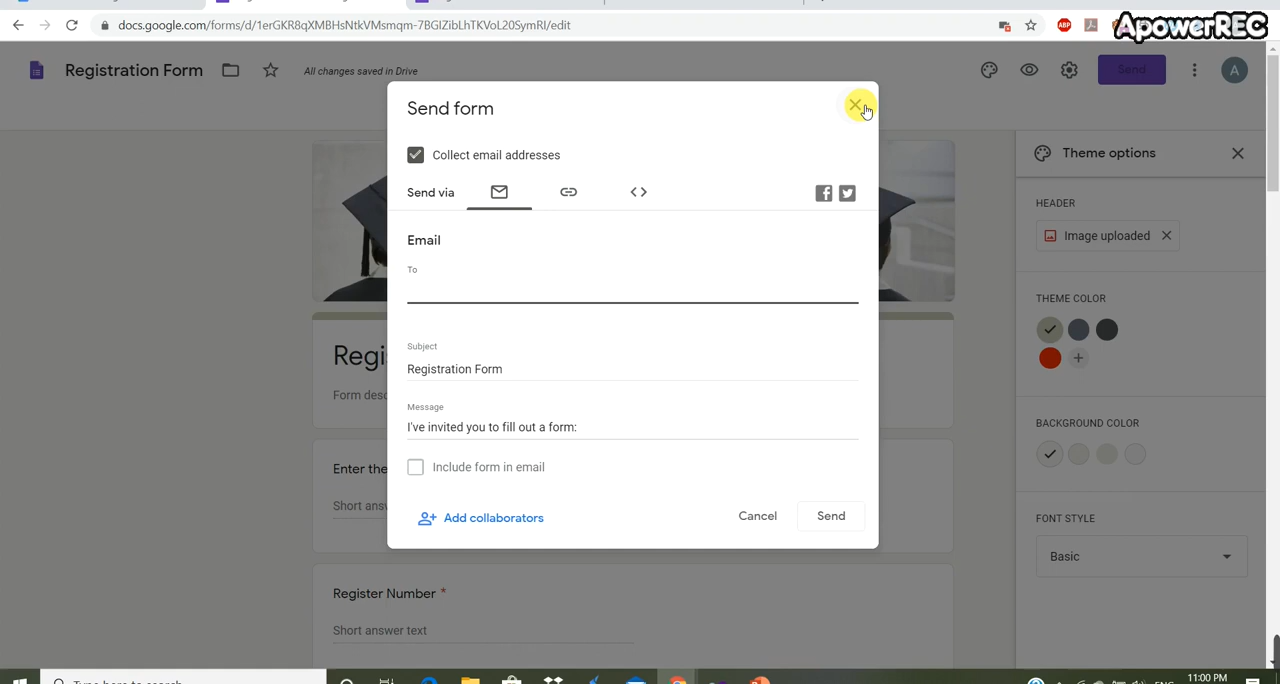 docs.google.com/forms/d/1erGKR8qXMBHsNtkVMsmqm-7BGIZibLhTKVoL20SymRI/edit
ABP
ApowerREC
Registration Form
All changes saved in Drive
Send
A
Send form
Collect email addresses
Send via
Email
To
Subject
Registration Form
Message
I've invited you to fill out a form:
Include form in email
Add collaborators
Cancel
Send
Regi
Form desc
Enter the
Short answ
Register Number *
Short answer text
Theme options
HEADER
Image uploaded
THEME COLOR
BACKGROUND COLOR
FONT STYLE
Basic
Type here to search
ENG
11:00 PM